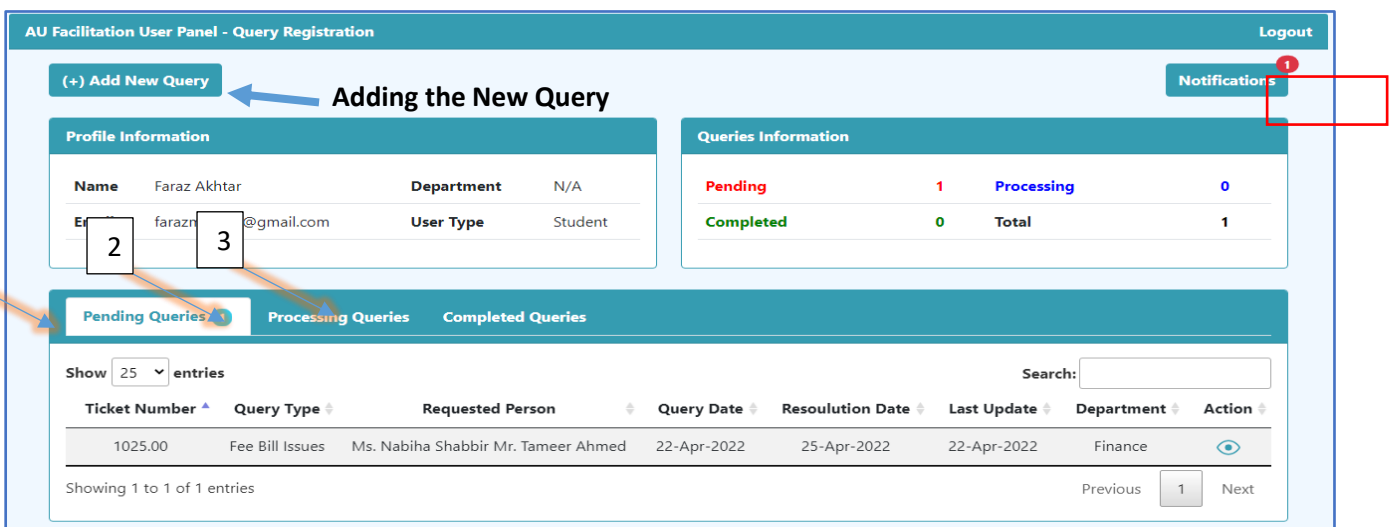 AU Facilitation User Panel - Query Registration Logout
(+) Add New Query Notifications 1
Adding the New Query
Profile Information Queries Information
Name Faraz Akhtar Department N/A Pending 1 Processing 0
@gmail.com User Type Student Completed 0 Total 1
2 3
Pending Queries Processing Queries Completed Queries
Show 25 entries Search:
Ticket Number Query Type Requested Person Query Date Resoulution Date Last Update Department Action
1025.00 Fee Bill Issues Ms. Nabiha Shabbir Mr. Tameer Ahmed 22-Apr-2022 25-Apr-2022 22-Apr-2022 Finance
Showing 1 to 1 of 1 entries Previous 1 Next